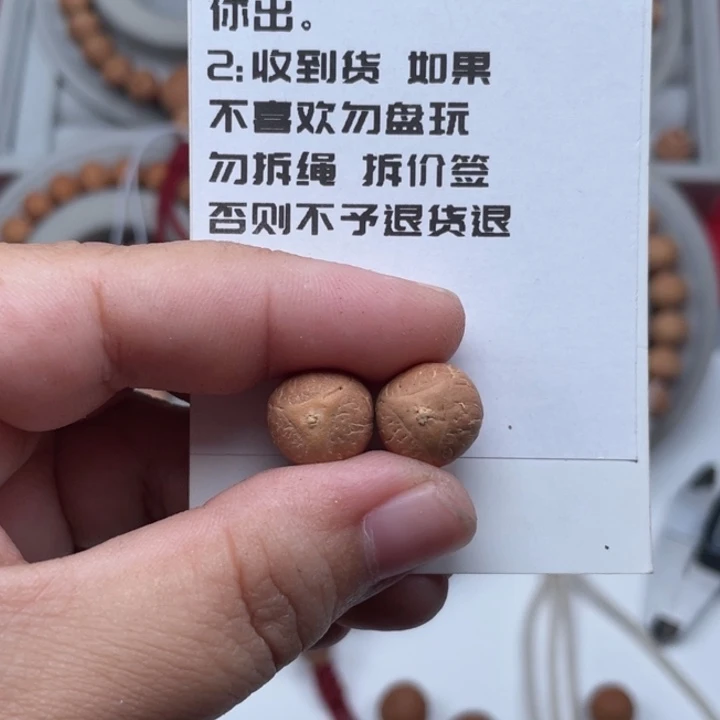 你出。
2:收到货 如果
不喜欢勿盘玩
勿拆绳 拆价签
否则不予退货退